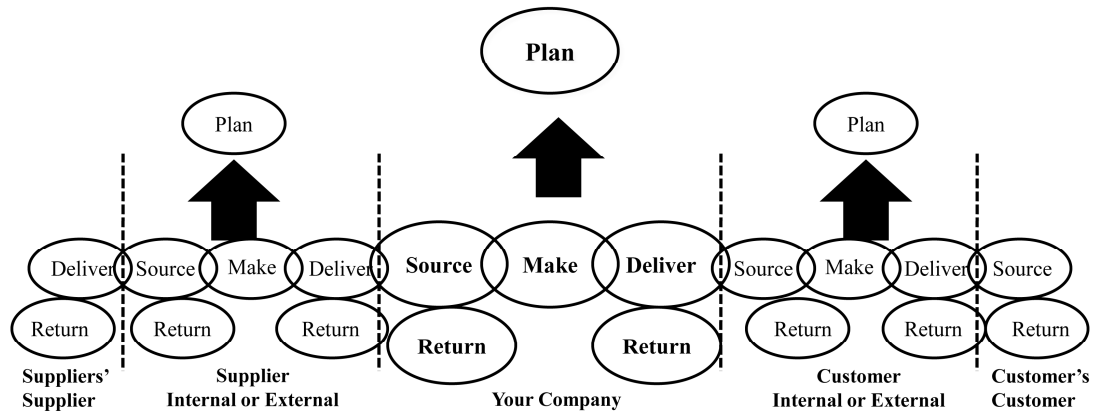 Plan
Plan
Plan
Deliver
Source
Make
Deliver
Source
Make
Deliver
Source
Make
Deliver
Source
Return
Return
Return
Return
Return
Return
Return
Return
Suppliers’
Supplier
Supplier
Internal or External
Your Company
Customer
Internal or External
Customer's
Customer